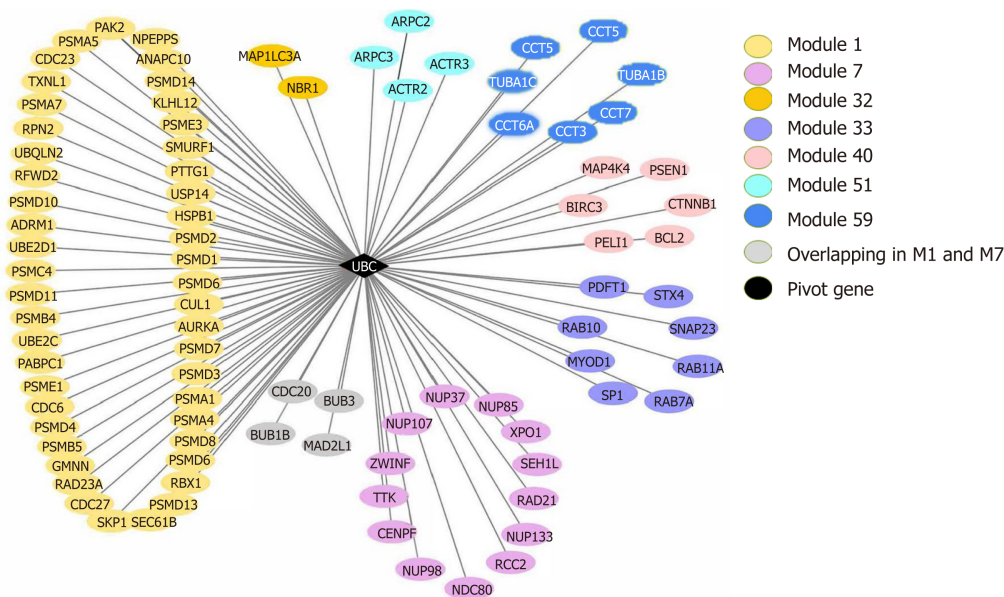 PAK2
NPEPPS
PSMA5
ANAPC10
CDC23
PSMD14
TXNL1
KLHL12
PSMA7
PSME3
RPN2
SMURF1
UBQLN2
PTTG1
RFWD2
USP14
PSMD10
HSPB1
ADRM1
PSMD2
UBE2D1
PSMD1
PSMC4
PSMD6
PSMD11
CUL1
PSMB4
AURKA
UBE2C
PSMD7
PABPC1
PSMD3
PSME1
PSMA1
CDC6
PSMA4
PSMD4
PSMD8
PSMB5
PSMD6
GMNN
RBX1
RAD23A
PSMD13
CDC27
SKP1
SEC61B
MAP1LC3A
NBR1
ARPC2
ARPC3
ACTR3
ACTR2
CCT5
CCT5
TUBA1C
TUBA1B
CCT6A
CCT7
CCT3
MAP4K4
PSEN1
BIRC3
CTNNB1
PELI1
BCL2
UBC
PDFT1
STX4
RAB10
SNAP23
MYOD1
RAB11A
SP1
RAB7A
CDC20
BUB3
BUB1B
MAD2L1
NUP37
NUP85
NUP107
XPO1
ZWINF
SEH1L
TTK
RAD21
CENPF
NUP133
NUP98
RCC2
NDC80
Module 1
Module 7
Module 32
Module 33
Module 40
Module 51
Module 59
Overlapping in M1 and M7
Pivot gene